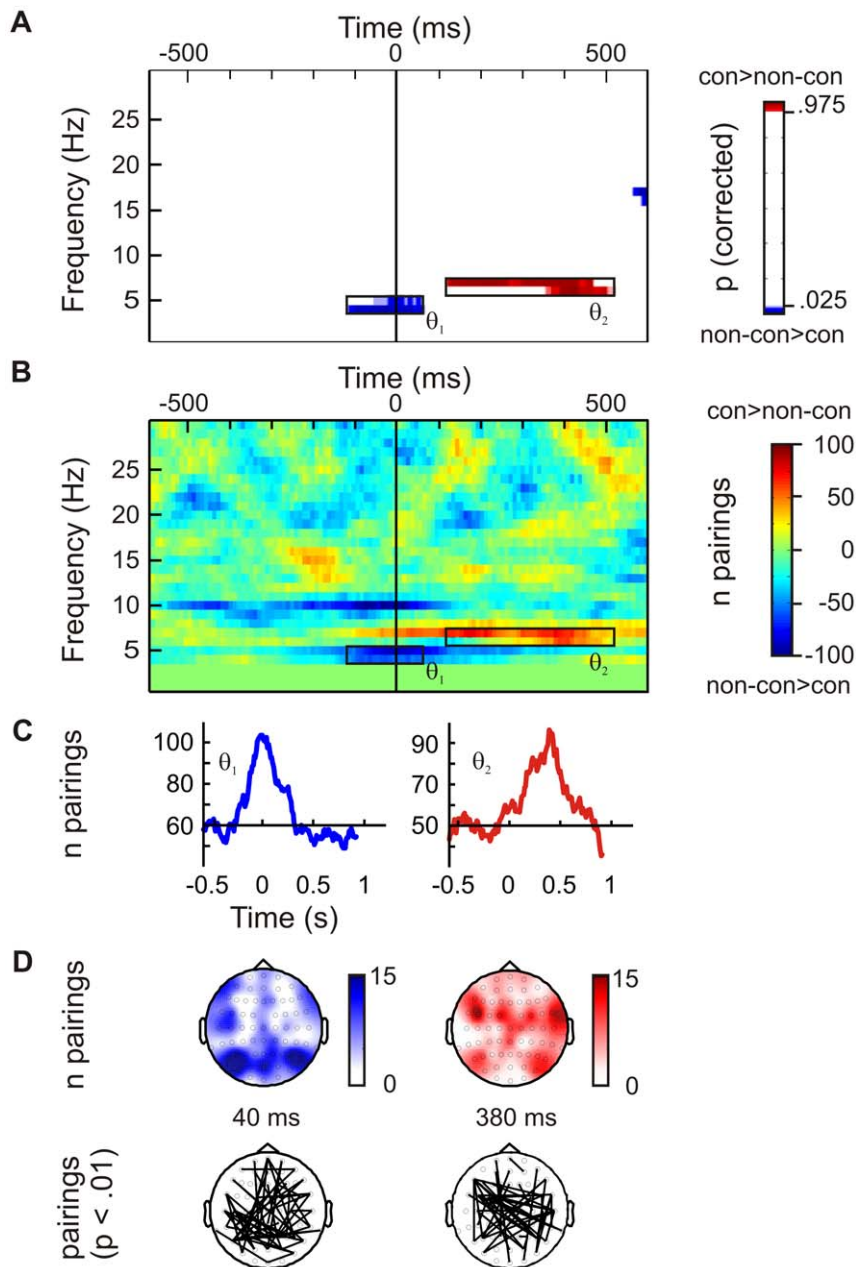 A
Time (ms)
-500 0 500
Frequency (Hz)
25
20
15
10
5
θ1
θ2
con>non-con
p (corrected)
.975
.025
non-con>con
B
Time (ms)
-500 0 500
Frequency (Hz)
25
20
15
10
5
θ1
θ2
con>non-con
n pairings
100
50
0
-50
-100
non-con>con
C
n pairings
100
80
60
θ1
-0.5 0 0.5 1
Time (s)
90
70
50
θ2
-0.5 0 0.5 1
D
n pairings
15
0
15
0
40 ms
380 ms
pairings
(p < .01)